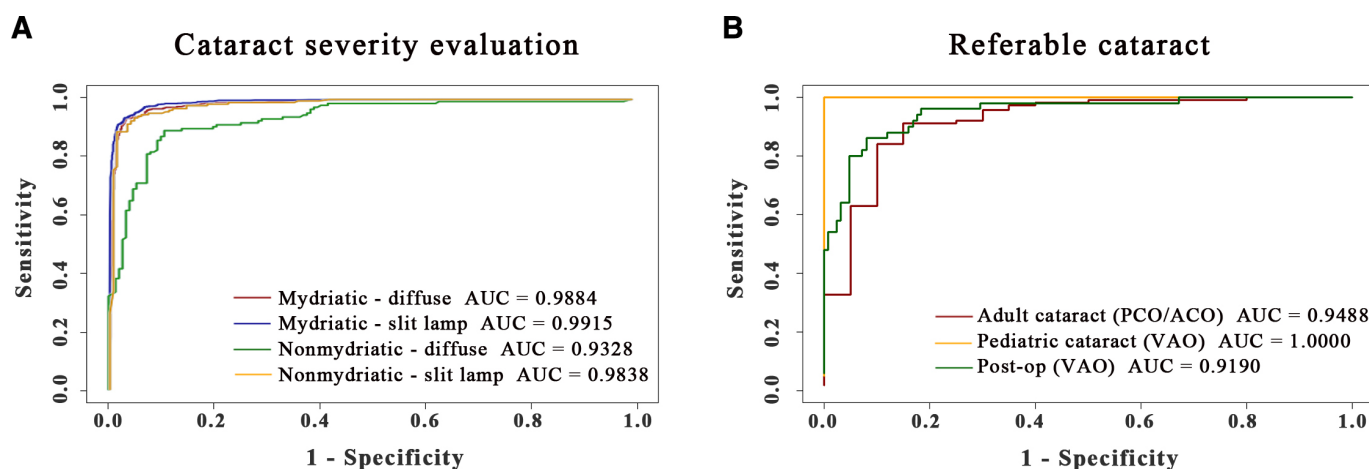 A
Cataract severity evaluation
Sensitivity
1.0
0.8
0.6
0.4
0.2
0.0
Mydriatic - diffuse AUC = 0.9884
Mydriatic - slit lamp AUC = 0.9915
Nonmydriatic - diffuse AUC = 0.9328
Nonmydriatic - slit lamp AUC = 0.9838
0.0 0.2 0.4 0.6 0.8 1.0
1 - Specificity
B
Referable cataract
Sensitivity
1.0
0.8
0.6
0.4
0.2
0.0
Adult cataract (PCO/ACO) AUC = 0.9488
Pediatric cataract (VAO) AUC = 1.0000
Post-op (VAO) AUC = 0.9190
0.0 0.2 0.4 0.6 0.8 1.0
1 - Specificity